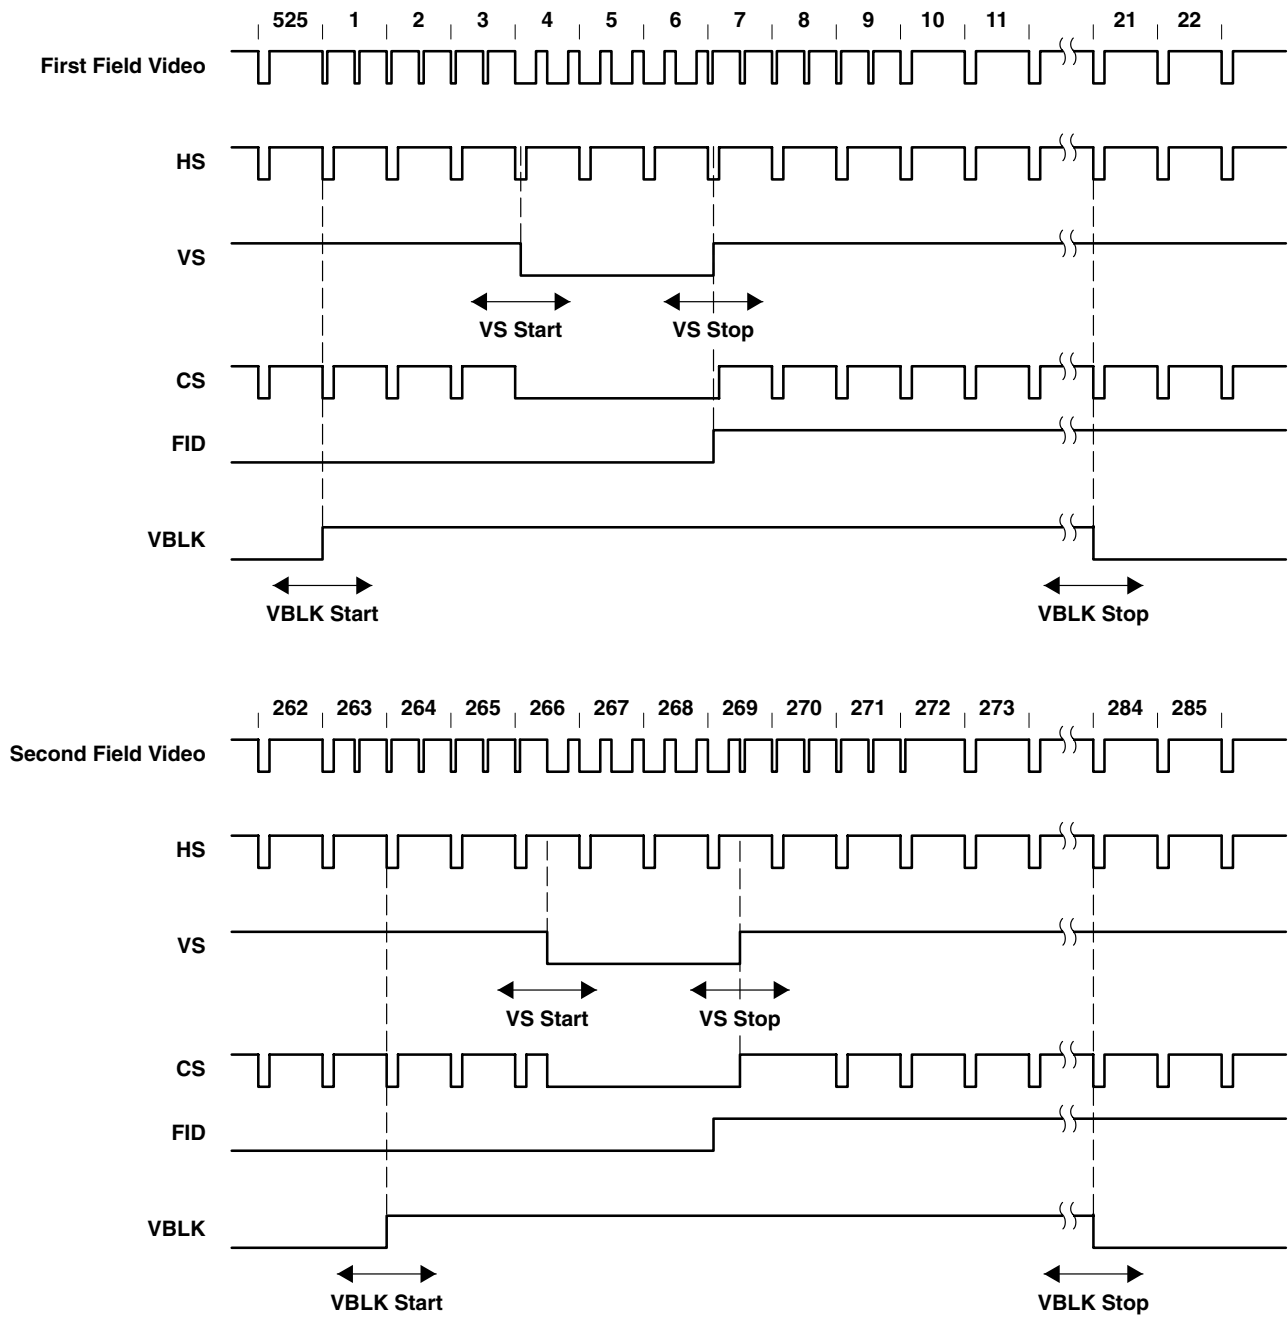 525 1 2 3 4 5 6 7 8 9 10 11 21 22
First Field Video
HS
VS
VS Start VS Stop
CS
FID
VBLK
VBLK Start VBLK Stop
262 263 264 265 266 267 268 269 270 271 272 273 284 285
Second Field Video
HS
VS
VS Start VS Stop
CS
FID
VBLK
VBLK Start VBLK Stop